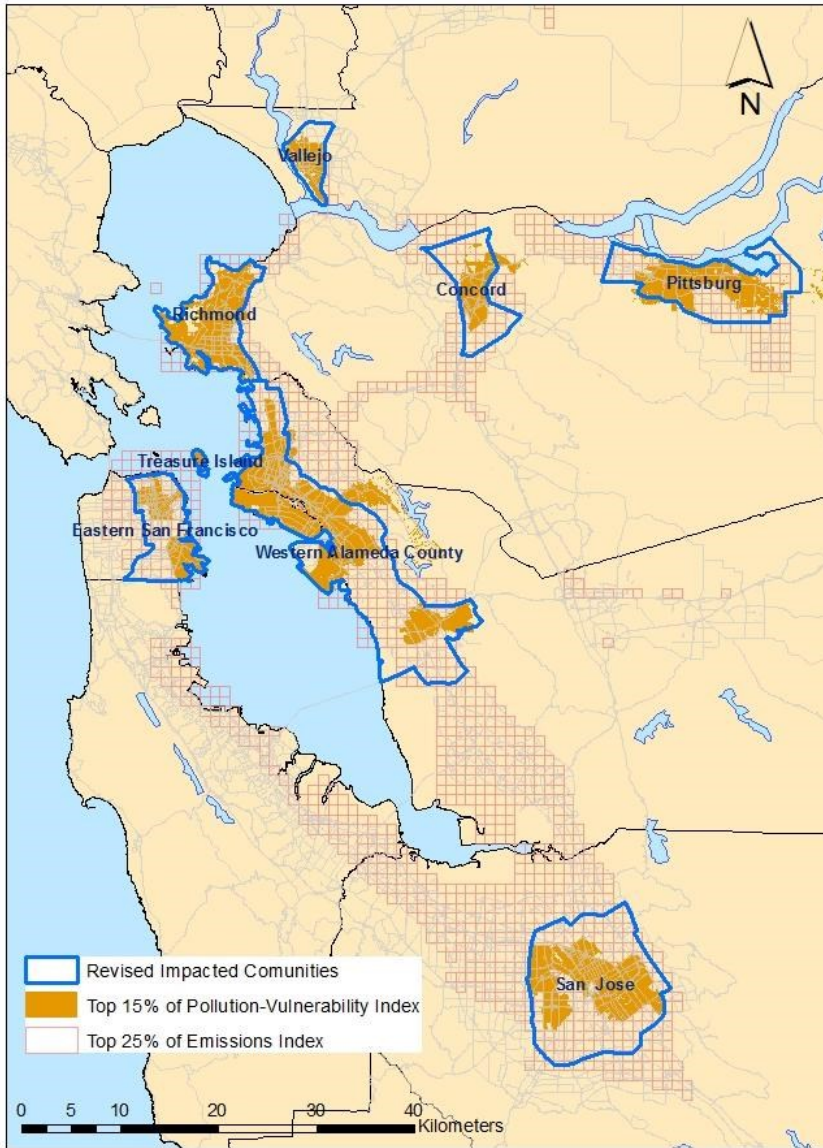 N
Vallejo
Concord
Pittsburg
Richmond
Treasure Island
Eastern San Francisco
Western Alameda County
San Jose
Revised Impacted Comunities
Top 15% of Pollution-Vulnerability Index
Top 25% of Emissions Index
0 5 10 20 30 40
Kilometers